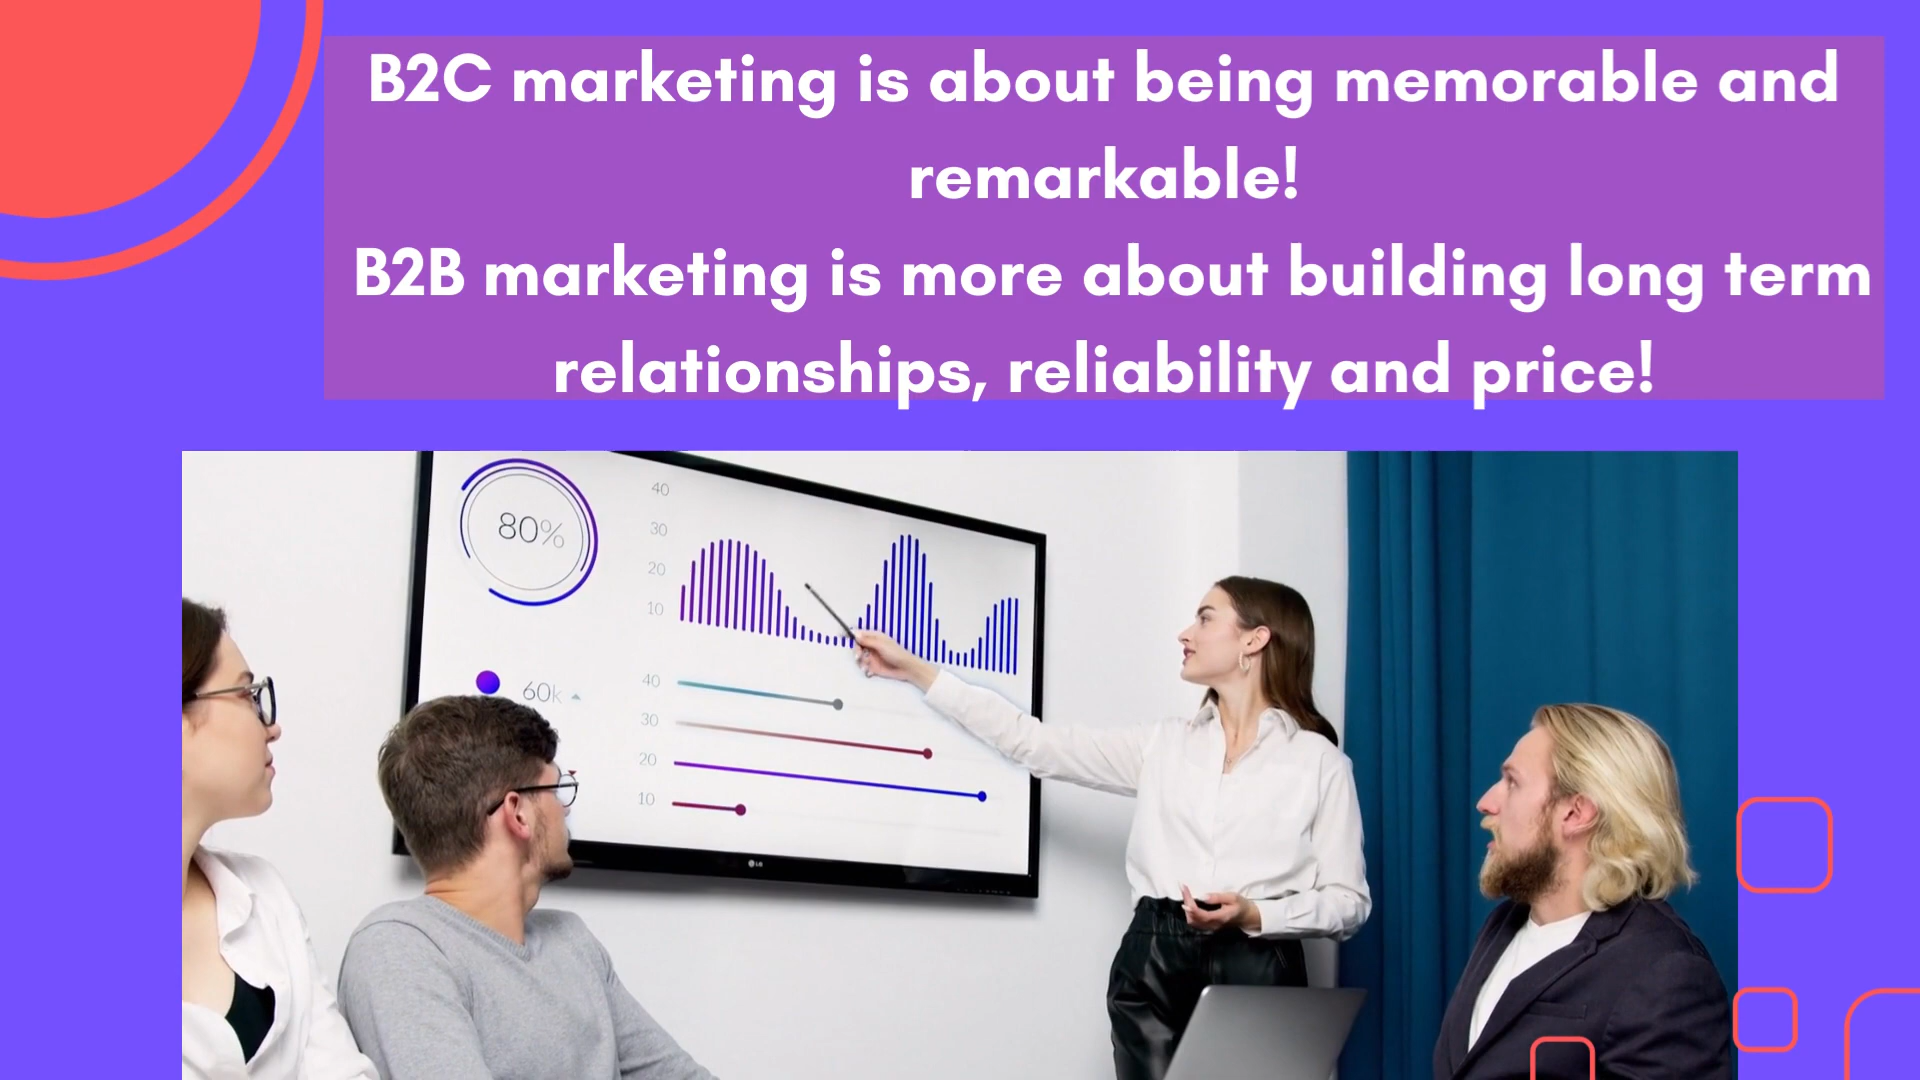 B2C marketing is about being memorable and
remarkable!
B2B marketing is more about building long term
relationships, reliability and price!
80%
40
30
20
10
60k
40
30
20
10
LG